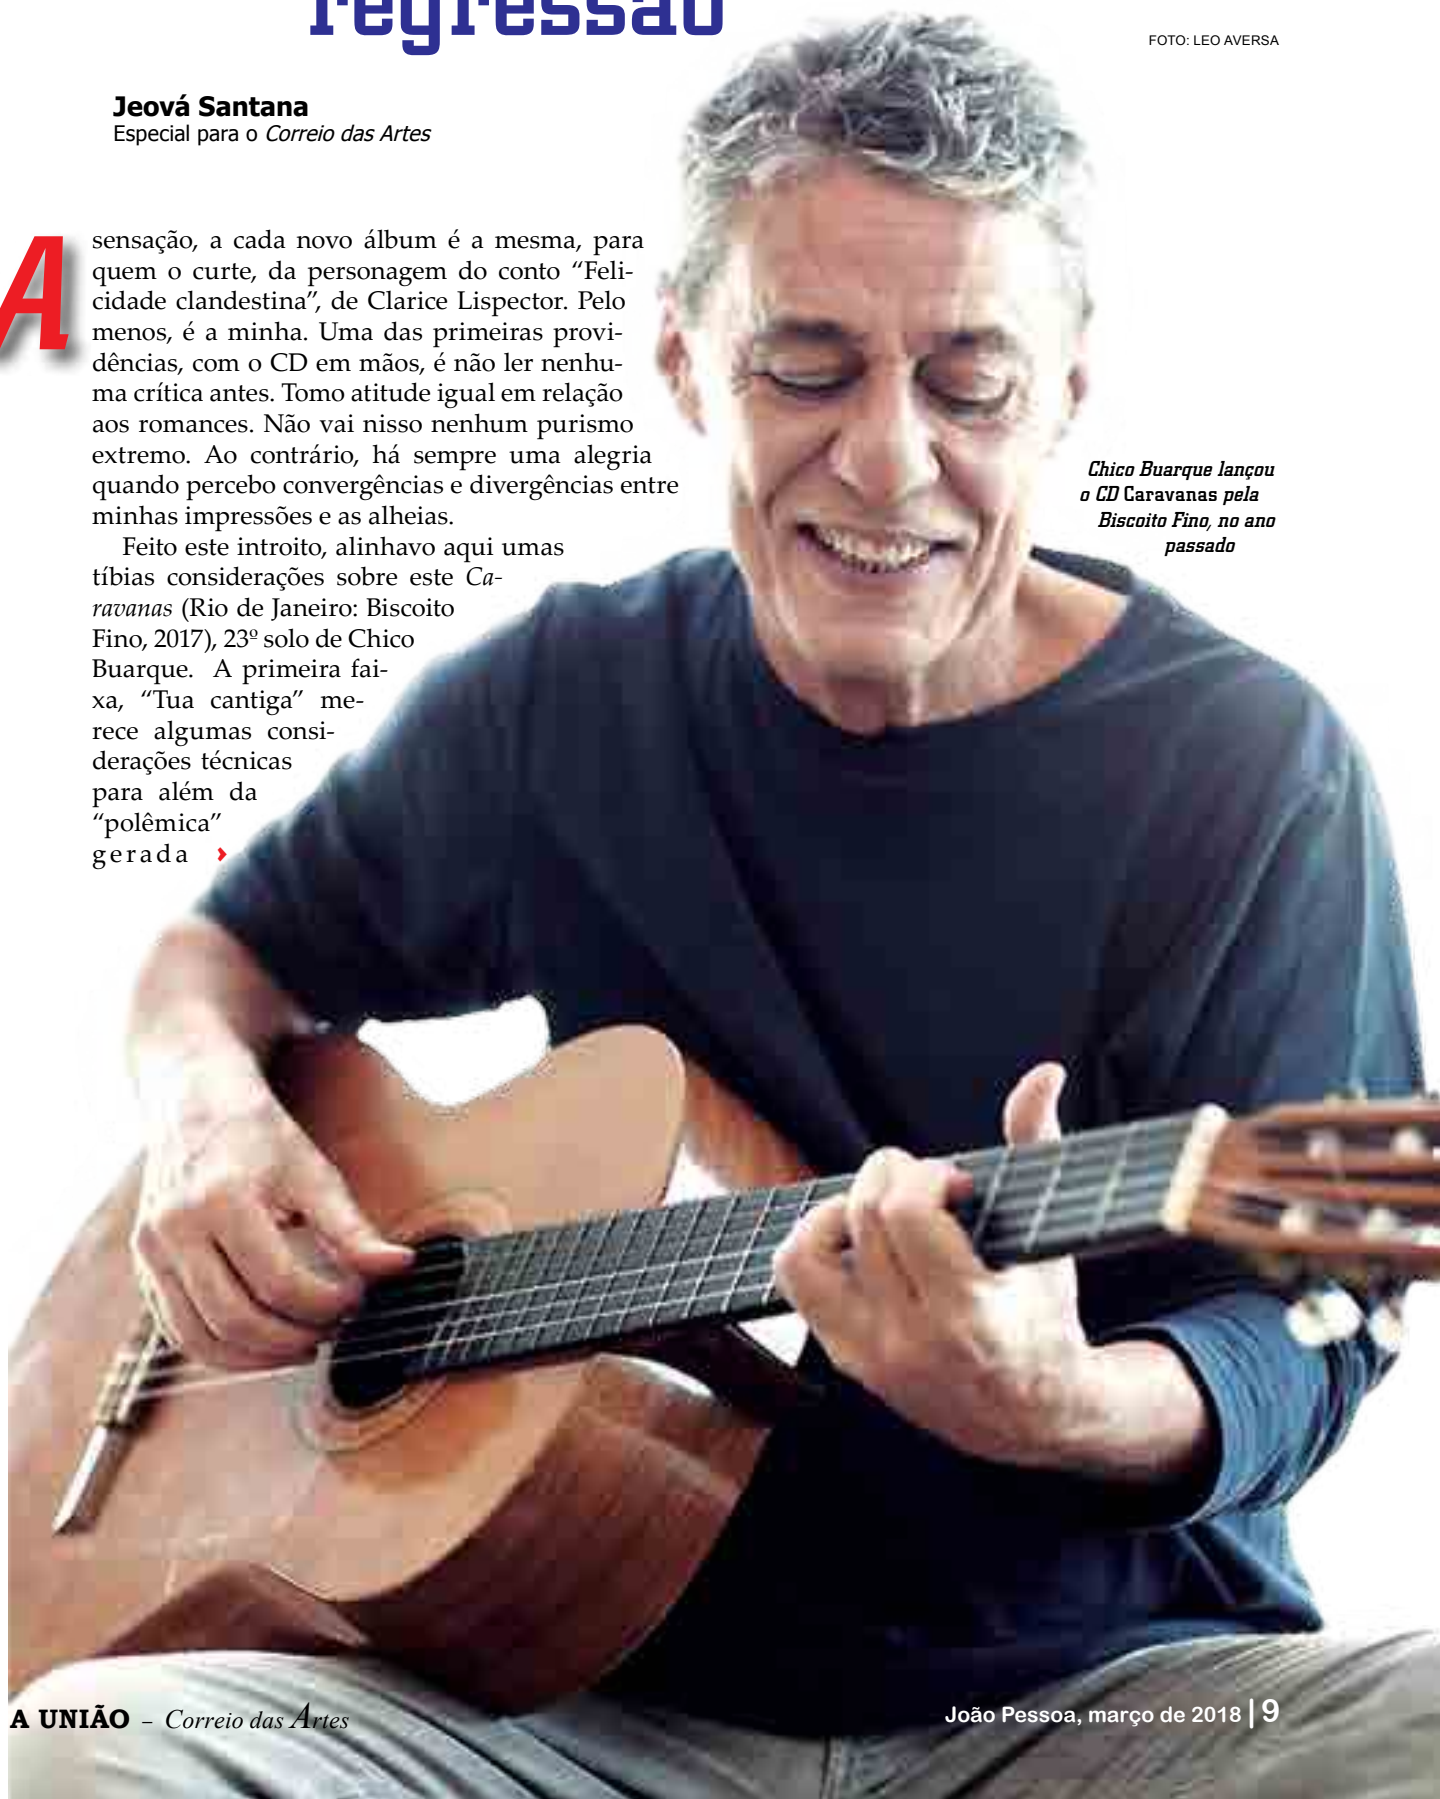 regressão
FOTO: LEO AVERSA
Jeová Santana
Especial para o Correio das Artes
A
sensação, a cada novo álbum é a mesma, para
quem o curte, da personagem do conto “Feli-
cidade clandestina”, de Clarice Lispector. Pelo
menos, é a minha. Uma das primeiras provi-
dências, com o CD em mãos, é não ler nenhu-
ma crítica antes. Tomo atitude igual em relação
aos romances. Não vai nisso nenhum purismo
extremo. Ao contrário, há sempre uma alegria
quando percebo convergências e divergências entre
minhas impressões e as alheias.
Feito este introito, alinhavo aqui umas
tíbias considerações sobre este Ca-
ravanas (Rio de Janeiro: Biscoito
Fino, 2017), 23º solo de Chico
Buarque. A primeira fai-
xa, “Tua cantiga” me-
rece algumas consi-
derações técnicas
para além da
“polêmica”
gerada
Chico Buarque lançou
o CD Caravanas pela
Biscoito Fino, no ano
passado
A UNIÃO – Correio das Artes
João Pessoa, março de 2018 | 9